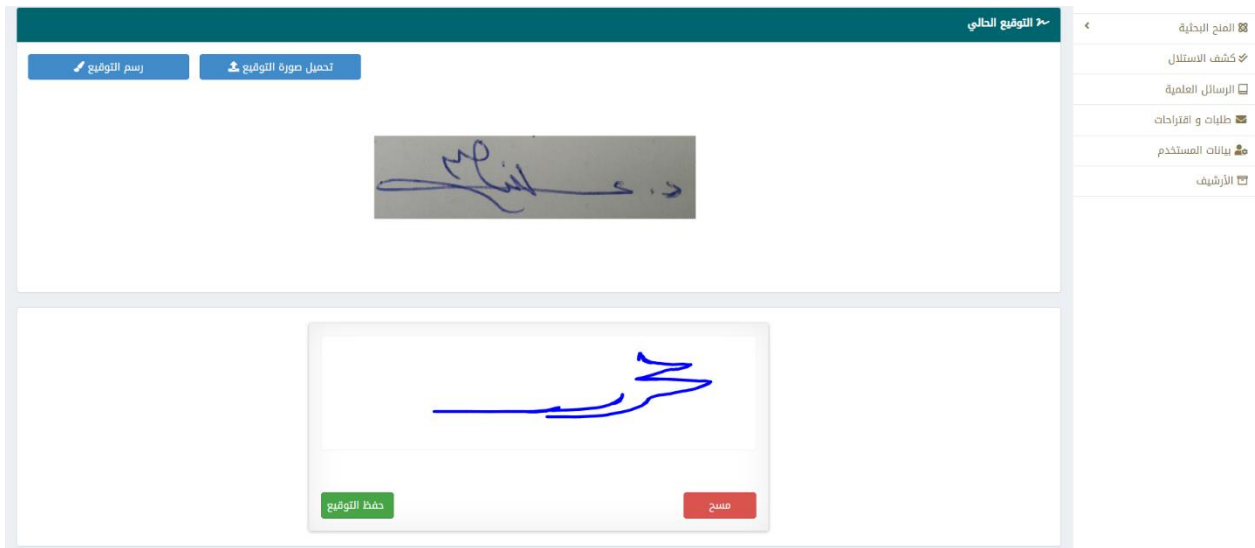 المنح البحثية
كشف الاستلال
الرسائل العلمية
طلبات و اقتراحات
بيانات المستخدم
الأرشيف
التوقيع الحالي
تحميل صورة التوقيع
رسم التوقيع
د.
مسح
حفظ التوقيع